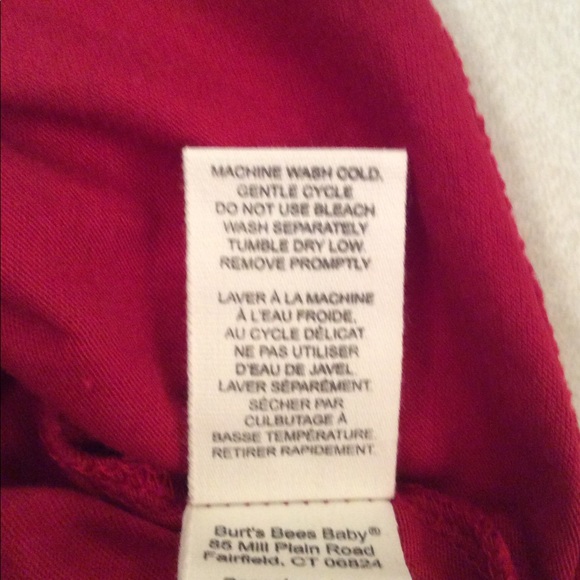 MACHINE WASH COLD,
GENTLE CYCLE
DO NOT USE BLEACH
WASH SEPARATELY
TUMBLE DRY LOW.
REMOVE PROMPTLY
LAVER À LA MACHINE
À L'EAU FROIDE,
AU CYCLE DÉLICAT
NE PAS UTILISER
D'EAU DE JAVEL
LAVER SÉPARÉMENT.
SÉCHER PAR
CULBUTAGE À
BASSE TEMPÉRATURE.
RETIRER RAPIDEMENT.
Burt's Bees Baby®
85 Mill Plain Road
Fairfield, CT 06824